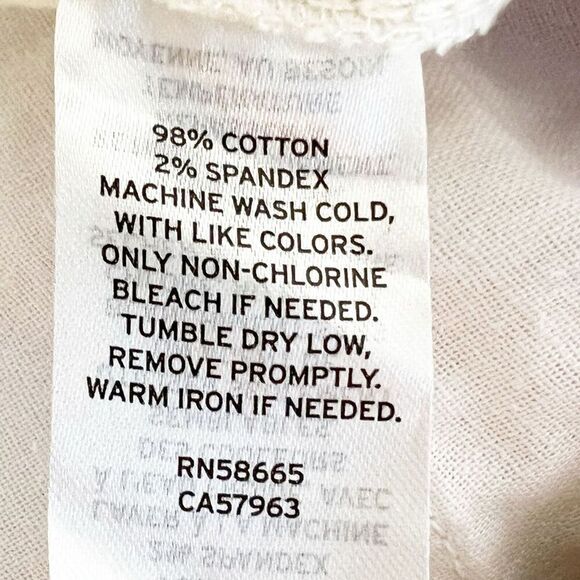 98% COTTON
2% SPANDEX
MACHINE WASH COLD,
WITH LIKE COLORS.
ONLY NON-CHLORINE
BLEACH IF NEEDED.
TUMBLE DRY LOW,
REMOVE PROMPTLY.
WARM IRON IF NEEDED.
RN58665
CA57963